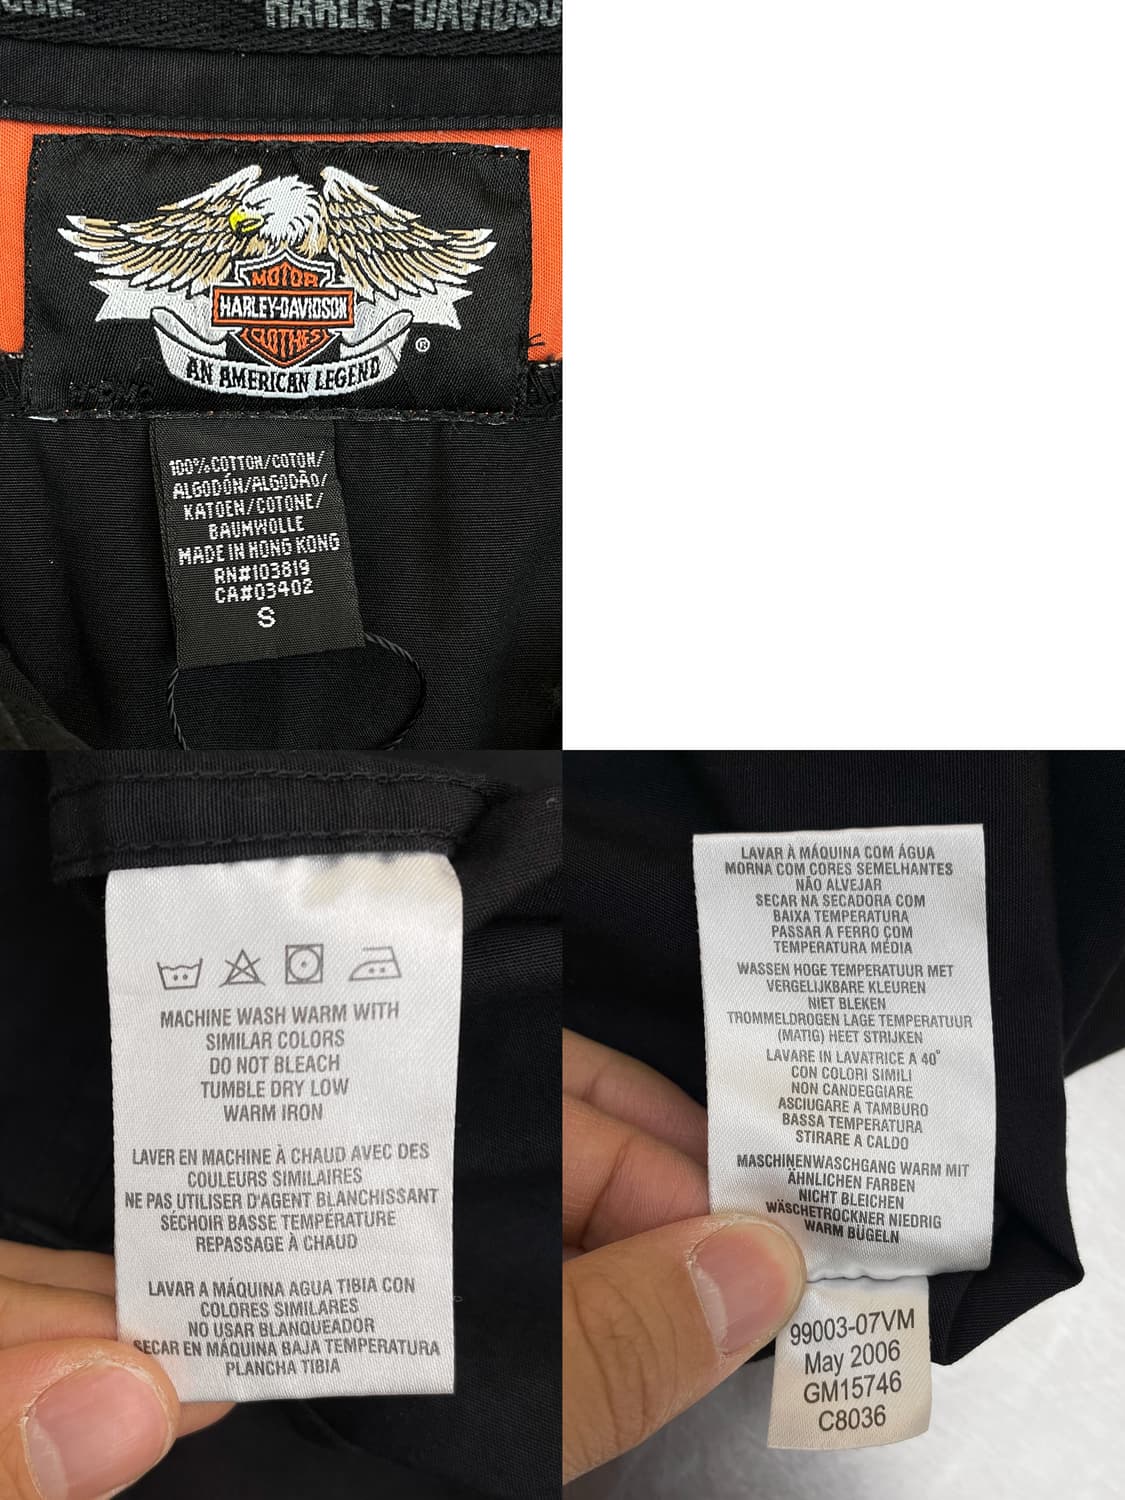 HARLEY-DAVIDSON
MOTOR
HARLEY-DAVIDSON
CLOTHES
AN AMERICAN LEGEND
®
100%COTTON/COTON/
ALGODÓN/ALGODÃO/
KATOEN/COTONE/
BAUMWOLLE
MADE IN HONG KONG
RN#103819
CA#03402
S
MACHINE WASH WARM WITH
SIMILAR COLORS
DO NOT BLEACH
TUMBLE DRY LOW
WARM IRON
LAVER EN MACHINE À CHAUD AVEC DES
COULEURS SIMILAIRES
NE PAS UTILISER D'AGENT BLANCHISSANT
SÉCHOIR BASSE TEMPÉRATURE
REPASSAGE À CHAUD
LAVAR A MÁQUINA AGUA TIBIA CON
COLORES SIMILARES
NO USAR BLANQUEADOR
SECAR EN MÁQUINA BAJA TEMPERATURA
PLANCHA TIBIA
LAVAR À MÁQUINA COM ÁGUA
MORNA COM CORES SEMELHANTES
NÃO ALVEJAR
SECAR NA SECADORA COM
BAIXA TEMPERATURA
PASSAR A FERRO COM
TEMPERATURA MÉDIA
WASSEN HOGE TEMPERATUUR MET
VERGELIJKBARE KLEUREN
NIET BLEKEN
TROMMELDROGEN LAGE TEMPERATUUR
(MATIG) HEET STRIJKEN
LAVARE IN LAVATRICE A 40°
CON COLORI SIMILI
NON CANDEGGIARE
ASCIUGARE A TAMBURO
BASSA TEMPERATURA
STIRARE A CALDO
MASCHINENWASCHGANG WARM MIT
ÄHNLICHEN FARBEN
NICHT BLEICHEN
WÄSCHETROCKNER NIEDRIG
WARM BÜGELN
99003-07VM
May 2006
GM15746
C8036